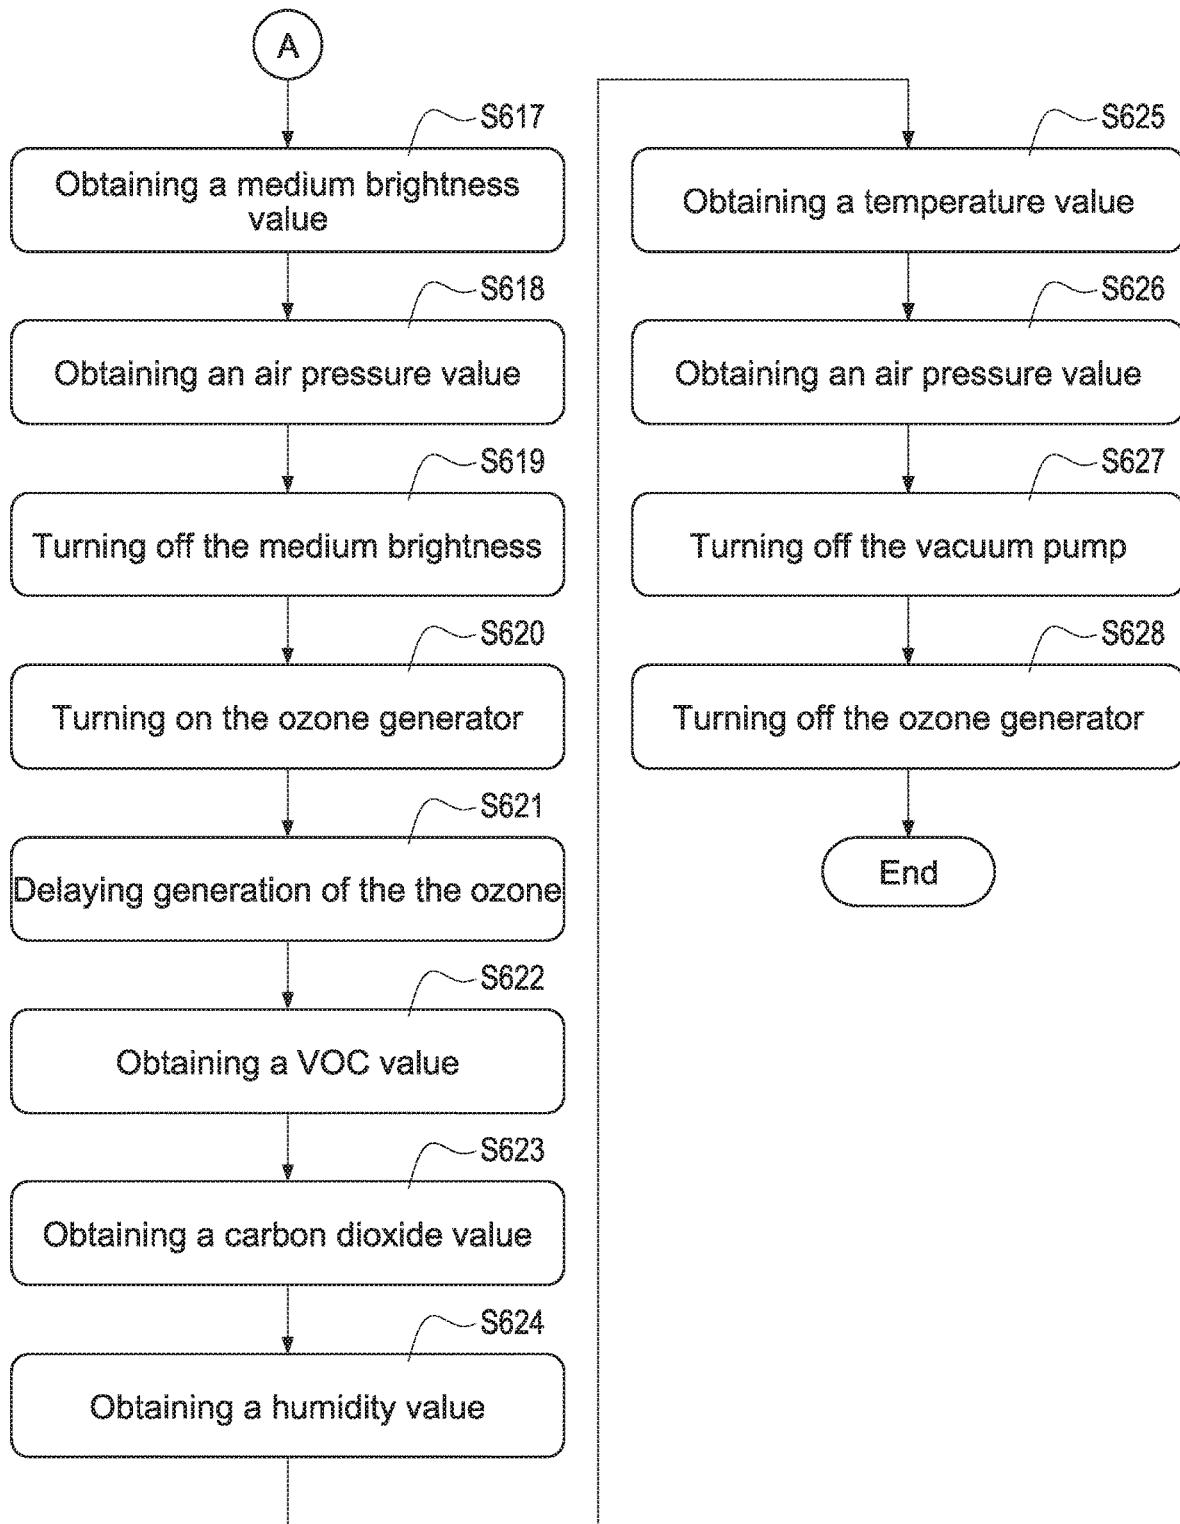 A
S617
Obtaining a medium brightness
value
S618
Obtaining an air pressure value
S619
Turning off the medium brightness
S620
Turning on the ozone generator
S621
Delaying generation of the the ozone
S622
Obtaining a VOC value
S623
Obtaining a carbon dioxide value
S624
Obtaining a humidity value
S625
Obtaining a temperature value
S626
Obtaining an air pressure value
S627
Turning off the vacuum pump
S628
Turning off the ozone generator
End